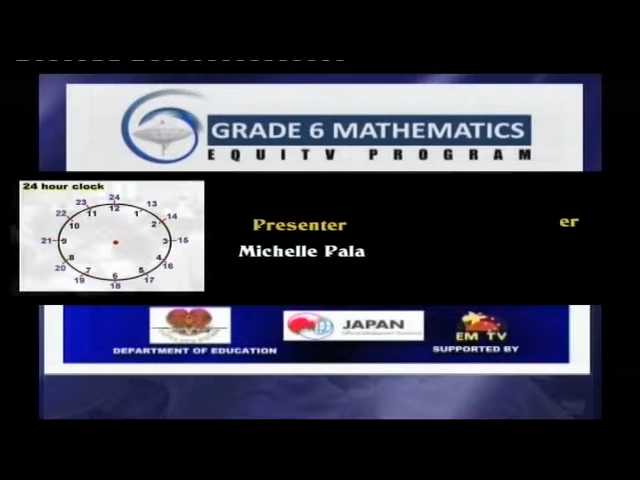 GRADE 6 MATHEMATICS
EQUITV PROGRAM
24 hour clock
24
23 12 13
22 11 1 14
10 2
21 9 3 15
8 4
20 7 5 16
19 6 17
18
Presenter
er
Michelle Pala
JAPAN
EM TV
DEPARTMENT OF EDUCATION
SUPPORTED BY